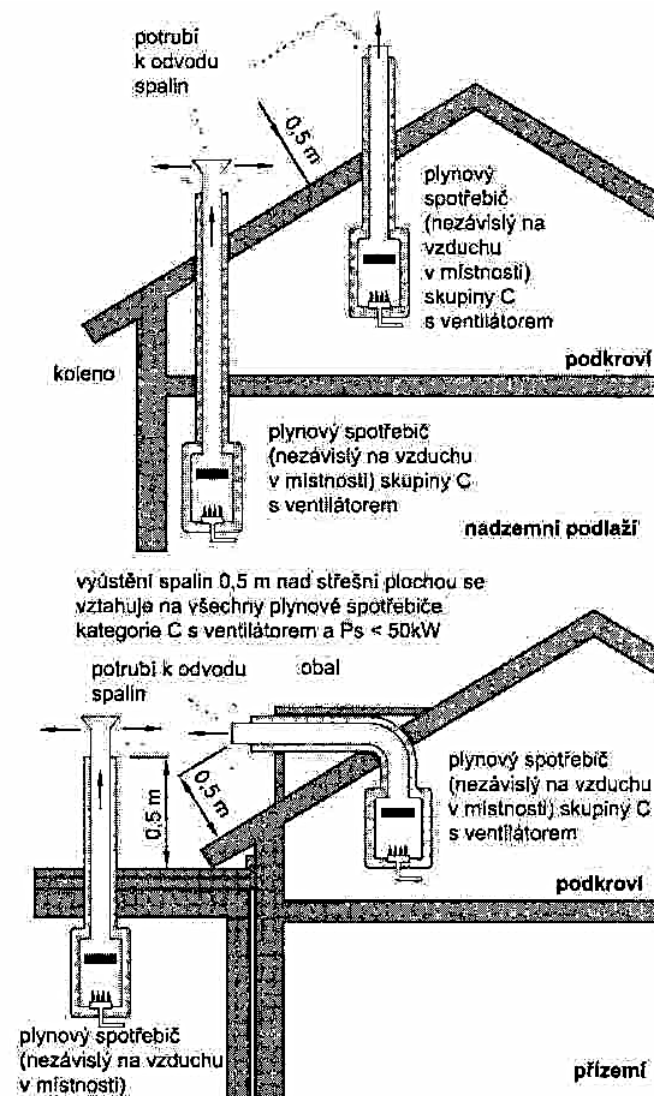 potrubí
k odvodu
spalin
0,5 m
plynový
spotřebič
(nezávislý na
vzduchu
v místnosti)
skupiny C
s ventilátorem
podkroví
koleno
plynový spotřebič
(nezávislý na vzduchu
v místnosti) skupiny C
s ventilátorem
nadzemní podlaží
vyústění spalin 0,5 m nad střešní plochou se
vztahuje na všechny plynové spotřebiče
kategorie C s ventilátorem a Ps < 50kW
potrubí k odvodu
spalin
obal
0,5 m
0,5 m
plynový spotřebič
(nezávislý na vzduchu
v místnosti) skupiny C
s ventilátorem
podkroví
plynový spotřebič
(nezávislý na vzduchu
v místnosti)
přízemí